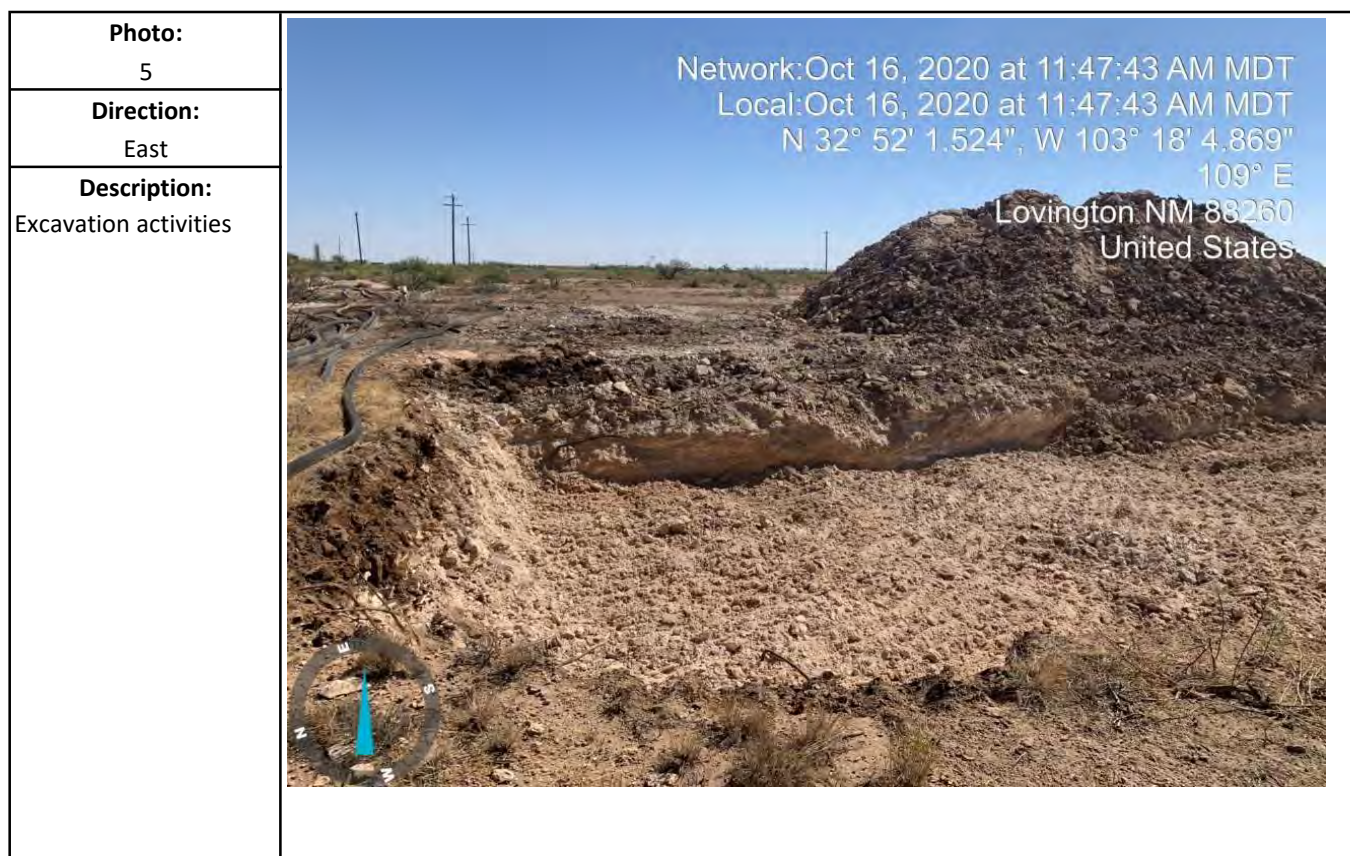 Photo:
5
Direction:
East
Description:
Excavation activities
Network:Oct 16, 2020 at 11:47:43 AM MDT
Local:Oct 16, 2020 at 11:47:43 AM MDT
N 32° 52' 1.524", W 103° 18' 4.869"
109° E
Lovington NM 88260
United States
E
S
N
W